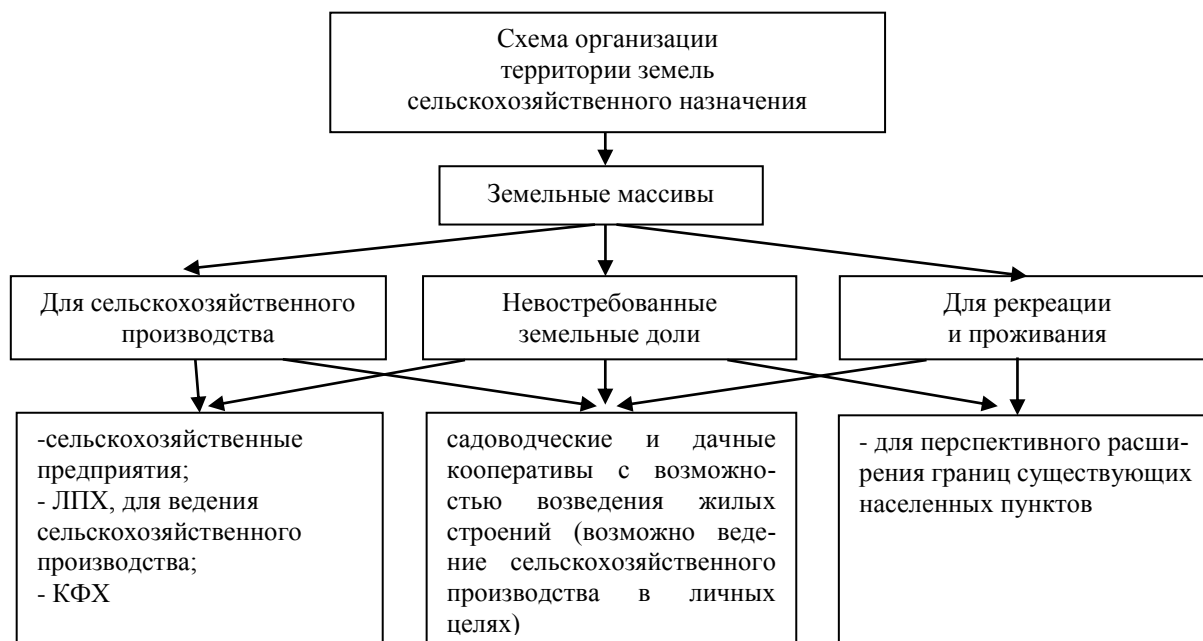 Схема организации
территории земель
сельскохозяйственного назначения
Земельные массивы
Для сельскохозяйственного
производства
Невостребованные
земельные доли
Для рекреации
и проживания
-сельскохозяйственные
предприятия;
- ЛПХ, для ведения
сельскохозяйственного
производства;
- КФХ
садоводческие и дачные
кооперативы с возможно-
стью возведения жилых
строений (возможно веде-
ние сельскохозяйственного
производства в личных
целях)
- для перспективного расши-
рения границ существующих
населенных пунктов